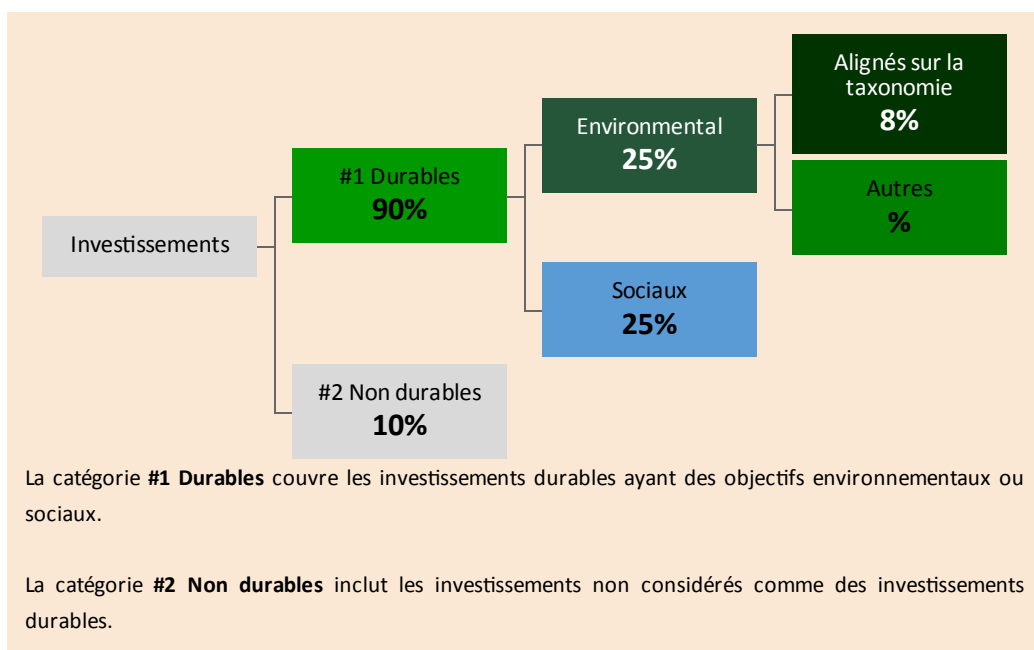 Investissements
#1 Durables
90%
#2 Non durables
10%
Environmental
25%
Sociaux
25%
Alignés sur la
taxonomie
8%
Autres
%
La catégorie #1 Durables couvre les investissements durables ayant des objectifs environnementaux ou
sociaux.
La catégorie #2 Non durables inclut les investissements non considérés comme des investissements
durables.